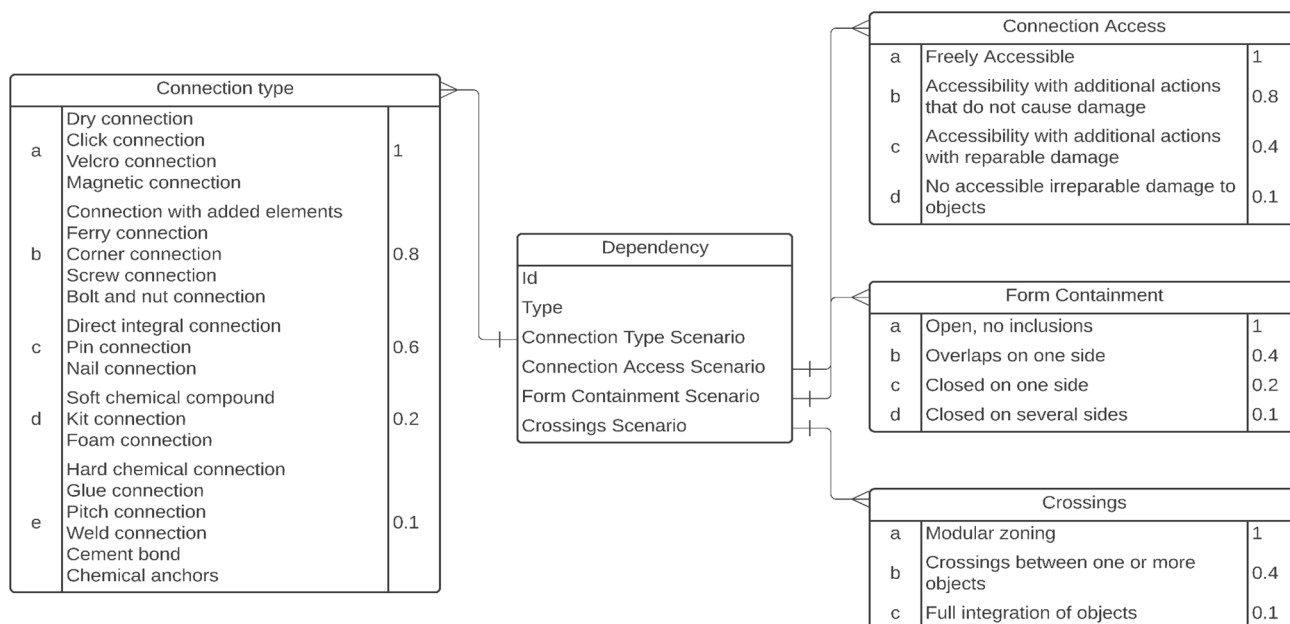 Connection type
a
Dry connection
Click connection
Velcro connection
Magnetic connection
1
b
Connection with added elements
Ferry connection
Corner connection
Screw connection
Bolt and nut connection
0.8
c
Direct integral connection
Pin connection
Nail connection
0.6
d
Soft chemical compound
Kit connection
Foam connection
0.2
e
Hard chemical connection
Glue connection
Pitch connection
Weld connection
Cement bond
Chemical anchors
0.1
Dependency
Id
Type
Connection Type Scenario
Connection Access Scenario
Form Containment Scenario
Crossings Scenario
Connection Access
a Freely Accessible 1
b
Accessibility with additional actions
that do not cause damage
0.8
c
Accessibility with additional actions
with reparable damage
0.4
d
No accessible irreparable damage to
objects
0.1
Form Containment
a Open, no inclusions 1
b Overlaps on one side 0.4
c Closed on one side 0.2
d Closed on several sides 0.1
Crossings
a Modular zoning 1
b
Crossings between one or more
objects
0.4
c Full integration of objects 0.1